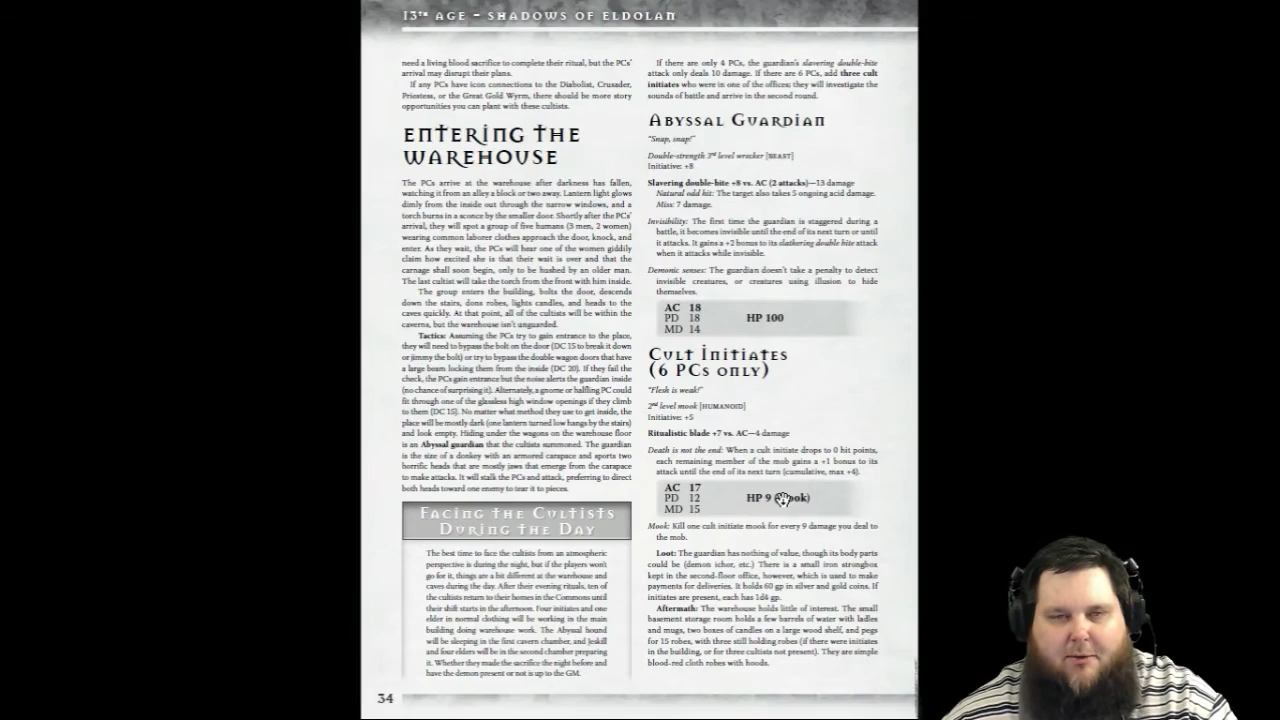 13TH AGE – SHADOWS OF ELDOLAN
need a living blood sacrifice to complete their ritual, but the PCs'
arrival may disrupt their plans.
If any PCs have icon connections to the Diabolist, Crusader,
Priestess, or the Great Gold Wyrm, there should be more story
opportunities you can plant with these cultists.
ENTERING THE
WAREHOUSE
The PCs arrive at the warehouse after darkness has fallen,
watching it from an alley a block or two away. Lantern light glows
dimly from the inside out through the narrow windows, and a
torch burns in a sconce by the smaller door. Shortly after the PCs'
arrival, they will spot a group of five humans (3 men, 2 women)
wearing common laborer clothes approach the door, knock, and
enter. As they wait, the PCs will hear one of the women giddily
claim how excited she is that their wait is over and that the
carnage shall soon begin, only to be hushed by an older man.
The last cultist will take the torch from the front with him inside.
The group enters the building, bolts the door, descends
down the stairs, dons robes, lights candles, and heads to the
caves quickly. At that point, all of the cultists will be within the
caverns, but the warehouse isn't unguarded.
Tactics: Assuming the PCs try to gain entrance to the place,
they will need to bypass the bolt on the door (DC 15 to break it down
or jimmy the bolt) or try to bypass the double wagon doors that have
a large beam locking them from the inside (DC 20). If they fail the
check, the PCs gain entrance but the noise alerts the guardian inside
(no chance of surprising it). Alternately, a gnome or halfling PC could
fit through one of the glassless high window openings if they climb
to them (DC 15). No matter what method they use to get inside, the
place will be mostly dark (one lantern turned low hangs by the stairs)
and look empty. Hiding under the wagons on the warehouse floor
is an Abyssal guardian that the cultists summoned. The guardian
is the size of a donkey with an armored carapace and sports two
horrific heads that are mostly jaws that emerge from the carapace
to make attacks. It will stalk the PCs and attack, preferring to direct
both heads toward one enemy to tear it to pieces.
FACING THE CULTISTS
DURING THE DAY
The best time to face the cultists from an atmospheric
perspective is during the night, but if the players won't
go for it, things are a bit different at the warehouse and
caves during the day. After their evening rituals, ten of
the cultists return to their homes in the Commons until
their shift starts in the afternoon. Four initiates and one
elder in normal clothing will be working in the main
building doing warehouse work. The Abyssal hound
will be sleeping in the first cavern chamber, and Jeskill
and four elders will be in the second chamber preparing
it. Whether they made the sacrifice the night before and
have the demon present or not is up to the GM.
34
If there are only 4 PCs, the guardian's slavering double-bite
attack only deals 10 damage. If there are 6 PCs, add three cult
initiates who were in one of the offices; they will investigate the
sounds of battle and arrive in the second round.
ABYSSAL GUARDIAN
"Snap, snap!"
Double-strength 3rd level wrecker [BEAST]
Initiative: +8
Slavering double-bite +8 vs. AC (2 attacks)—13 damage
Natural odd hit: The target also takes 5 ongoing acid damage.
Miss: 7 damage.
Invisibility: The first time the guardian is staggered during a
battle, it becomes invisible until the end of its next turn or until
it attacks. It gains a +2 bonus to its slathering double bite attack
when it attacks while invisible.
Demonic senses: The guardian doesn't take a penalty to detect
invisible creatures, or creatures using illusion to hide
themselves.
AC 18
PD 18 HP 100
MD 14
CULT INITIATES
(6 PCS ONLY)
"Flesh is weak!"
2nd level mook [HUMANOID]
Initiative: +5
Ritualistic blade +7 vs. AC—4 damage
Death is not the end: When a cult initiate drops to 0 hit points,
each remaining member of the mob gains a +1 bonus to its
attack until the end of its next turn (cumulative, max +4).
AC 17
PD 12 HP 9 (mook)
MD 15
Mook: Kill one cult initiate mook for every 9 damage you deal to
the mob.
Loot: The guardian has nothing of value, though its body parts
could be (demon ichor, etc.) There is a small iron strongbox
kept in the second-floor office, however, which is used to make
payments for deliveries. It holds 60 gp in silver and gold coins. If
initiates are present, each has 1d4 gp.
Aftermath: The warehouse holds little of interest. The small
basement storage room holds a few barrels of water with ladles
and mugs, two boxes of candles on a large wood shelf, and pegs
for 15 robes, with three still holding robes (if there were initiates
in the building, or for three cultists not present). They are simple
blood-red cloth robes with hoods.